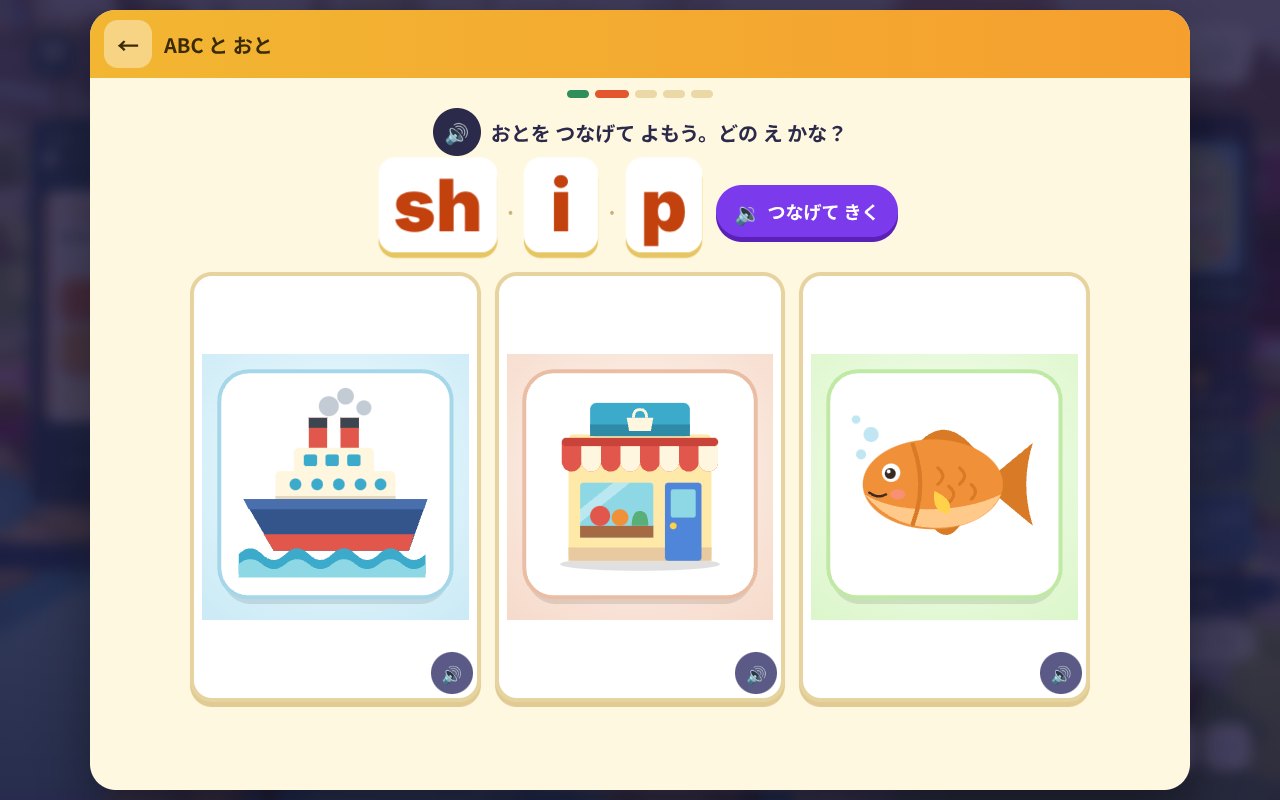 ← ABC と おと
おとを つなげて よもう。どの え かな？
sh · i · p
つなげて きく